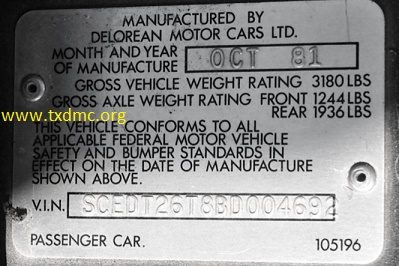 MANUFACTURED BY
DELOREAN MOTOR CARS LTD.
MONTH AND YEAR
OF MANUFACTURE OCT 81
GROSS VEHICLE WEIGHT RATING 3180 LBS
GROSS AXLE WEIGHT RATING FRONT 1244 LBS
REAR 1936 LBS
www.txdmc.org
THIS VEHICLE CONFORMS TO ALL
APPLICABLE FEDERAL MOTOR VEHICLE
SAFETY AND BUMPER STANDARDS IN
EFFECT ON THE DATE OF MANUFACTURE
SHOWN ABOVE.
V.I.N. SCEDT26T8BD004692
PASSENGER CAR. 105196